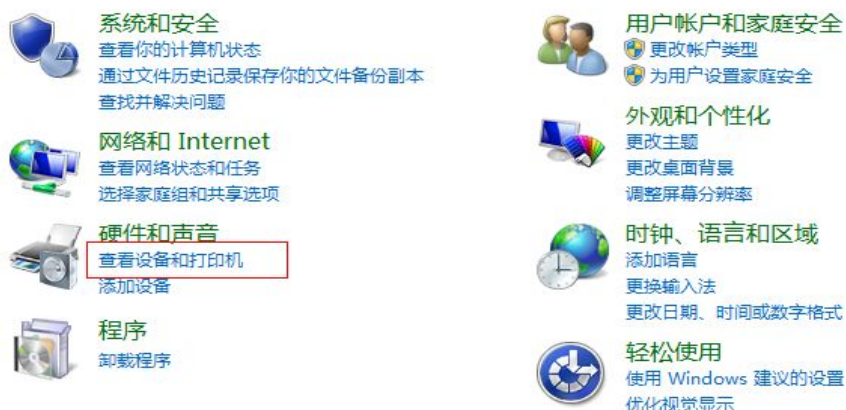 系统和安全
查看你的计算机状态
通过文件历史记录保存你的文件备份副本
查找并解决问题
网络和 Internet
查看网络状态和任务
选择家庭组和共享选项
硬件和声音
查看设备和打印机
添加设备
程序
卸载程序
用户帐户和家庭安全
更改帐户类型
为用户设置家庭安全
外观和个性化
更改主题
更改桌面背景
调整屏幕分辨率
时钟、语言和区域
添加语言
更换输入法
更改日期、时间或数字格式
轻松使用
使用 Windows 建议的设置
优化视觉显示